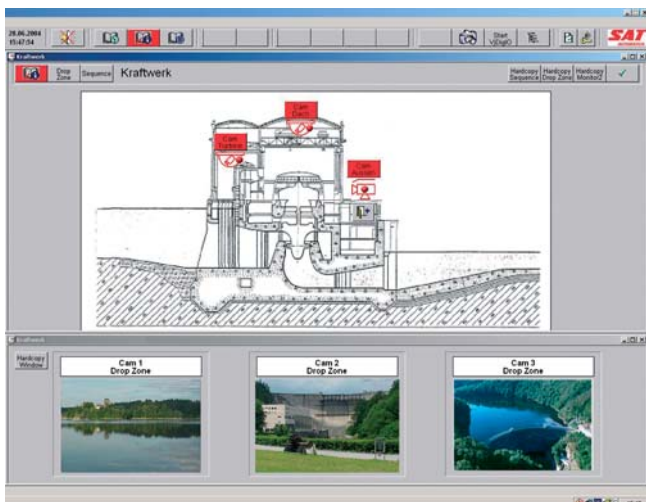 28.06.2004
15:47:54
Start
V(DigI)O
SAT
Kraftwerk
Drop
Zone
Sequence
Kraftwerk
Hardcopy
Sequence
Hardcopy
Drop Zone
Hardcopy
Monitor2
Cam
Dach
Cam
Turbine
Cam
Aussen
Kraftwerk
Hardcopy
Window
Cam 1
Drop Zone
Cam 2
Drop Zone
Cam 3
Drop Zone